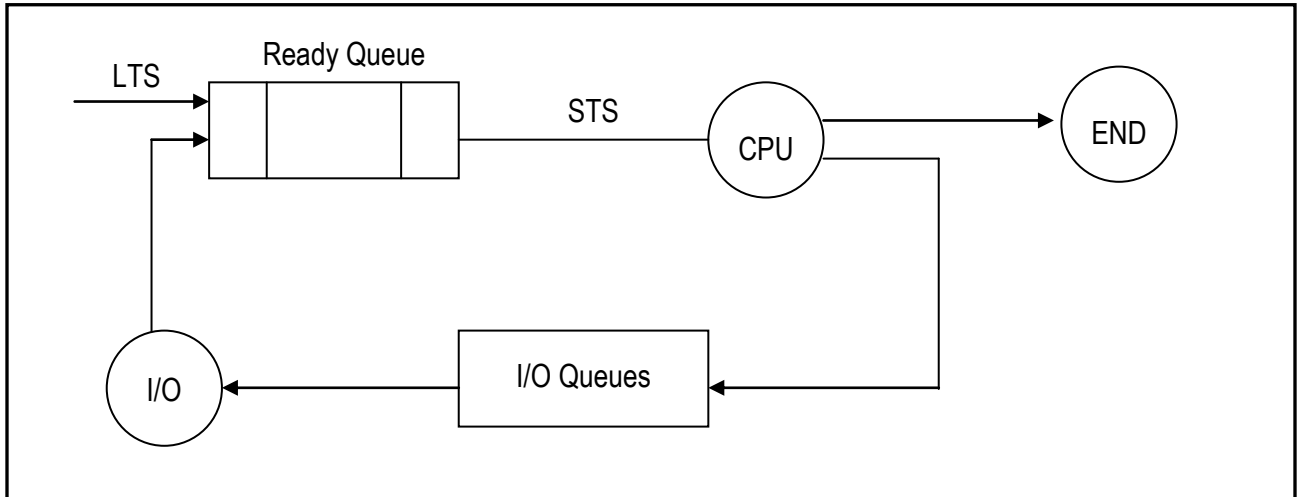 Ready Queue
LTS
STS
CPU
END
I/O
I/O Queues